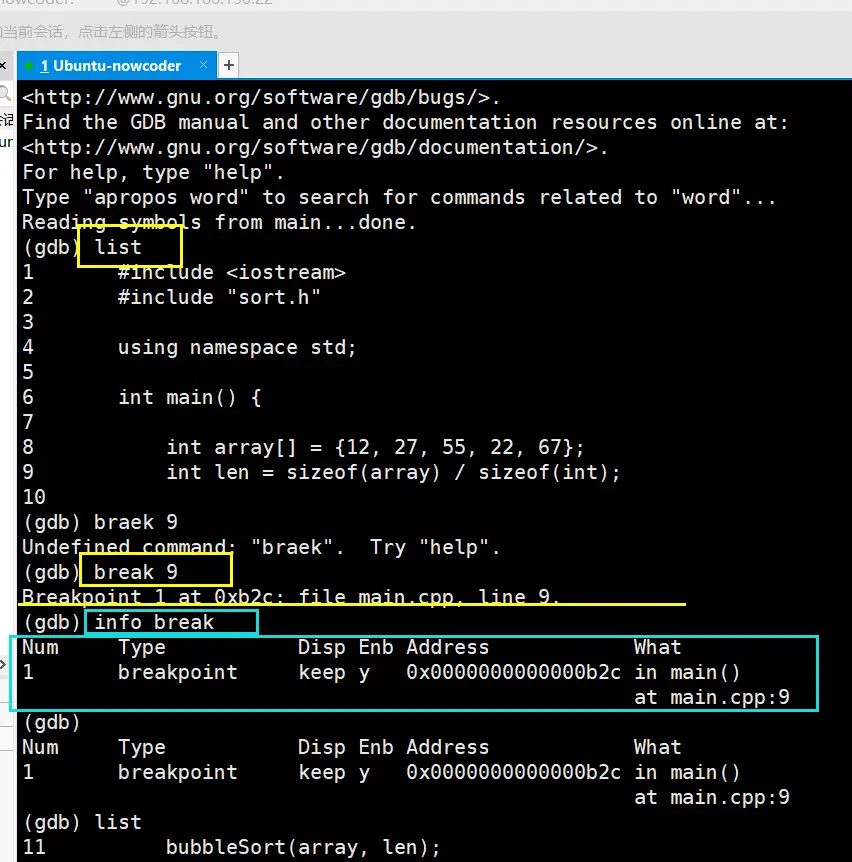 @192.168.186.150.22
当前会话，点击左侧的箭头按钮。
1 Ubuntu-nowcoder × +
<http://www.gnu.org/software/gdb/bugs/>.
Find the GDB manual and other documentation resources online at:
<http://www.gnu.org/software/gdb/documentation/>.
For help, type "help".
Type "apropos word" to search for commands related to "word"...
Reading symbols from main...done.
(gdb) list
1       #include <iostream>
2       #include "sort.h"
3
4       using namespace std;
5
6       int main() {
7
8           int array[] = {12, 27, 55, 22, 67};
9           int len = sizeof(array) / sizeof(int);
10
(gdb) braek 9
Undefined command: "braek".  Try "help".
(gdb) break 9
Breakpoint 1 at 0xb2c: file main.cpp, line 9.
(gdb) info break
Num     Type           Disp Enb Address            What
1       breakpoint     keep y   0x0000000000000b2c in main()
                                                   at main.cpp:9
(gdb)
Num     Type           Disp Enb Address            What
1       breakpoint     keep y   0x0000000000000b2c in main()
                                                   at main.cpp:9
(gdb) list
11          bubbleSort(array, len);